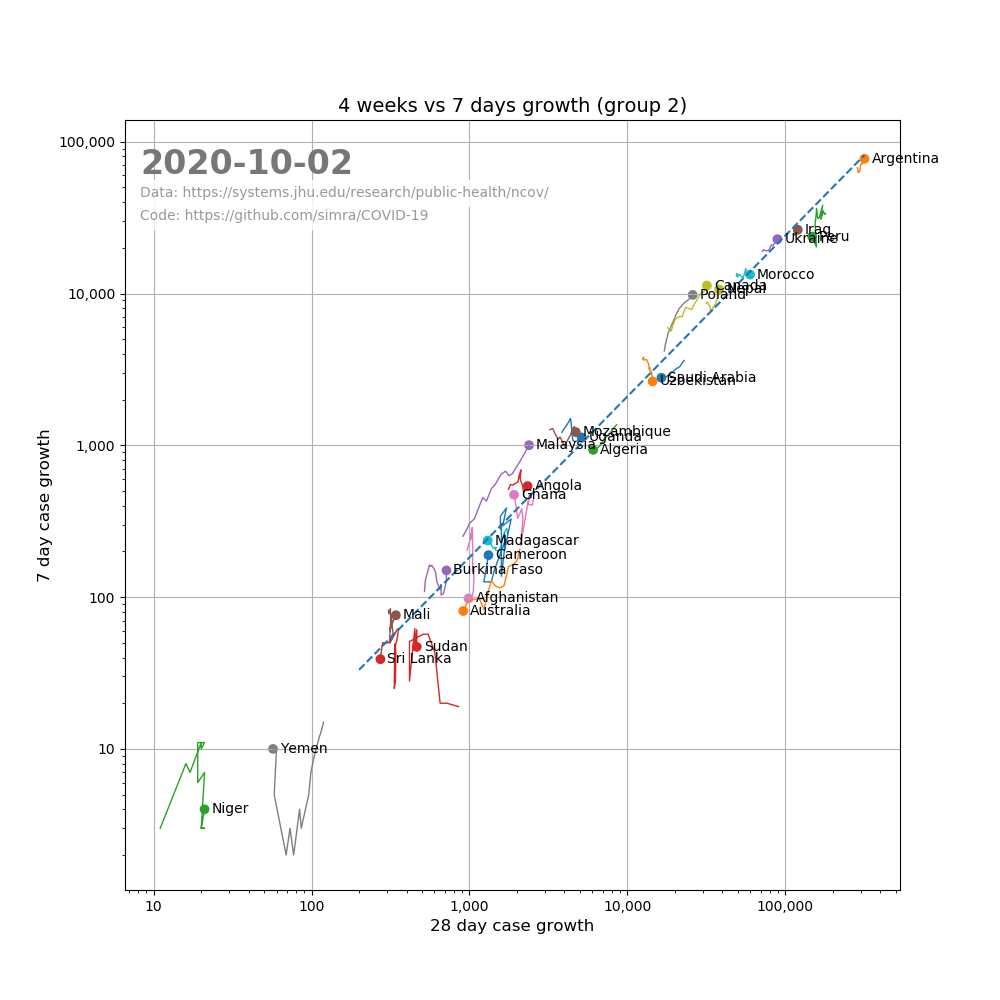 4 weeks vs 7 days growth (group 2)
100,000
2020-10-02
Argentina
Data: https://systems.jhu.edu/research/public-health/ncov/
Code: https://github.com/simra/COVID-19
Iraq
Ukraine
Peru
Morocco
Canada
Nepal
10,000
Poland
Saudi Arabia
Uzbekistan
Mozambique
Uganda
1,000
Malaysia
Algeria
Angola
Ghana
Madagascar
Cameroon
Burkina Faso
100
Afghanistan
Australia
Mali
Sudan
Sri Lanka
10
Yemen
Niger
7 day case growth
10
100
1,000
10,000
100,000
28 day case growth